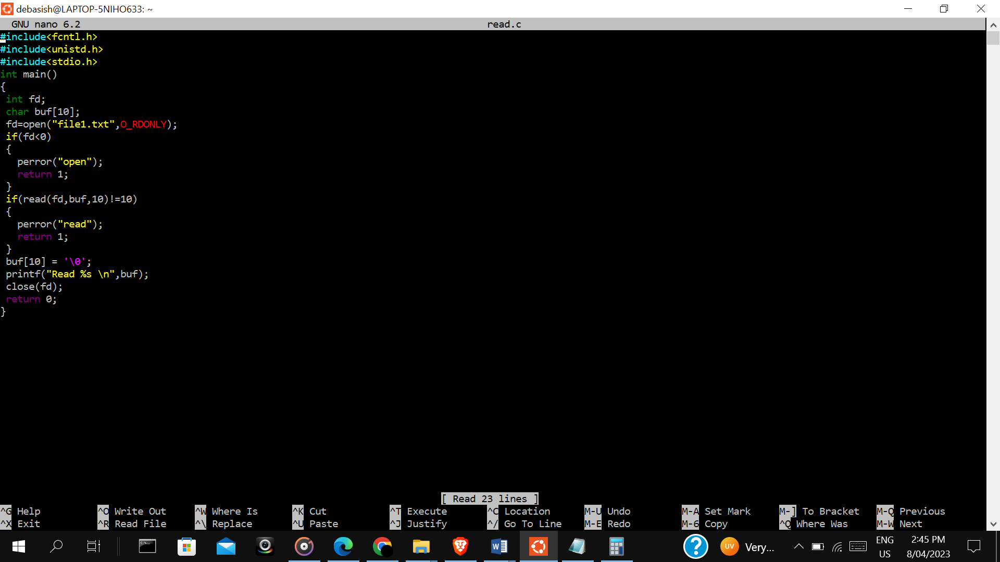 debasish@LAPTOP-5NIHO633: ~
GNU nano 6.2 read.c
#include<fcntl.h>
#include<unistd.h>
#include<stdio.h>
int main()
{
 int fd;
 char buf[10];
 fd=open("file1.txt",O_RDONLY);
 if(fd<0)
 {
   perror("open");
   return 1;
 }
 if(read(fd,buf,10)!=10)
 {
   perror("read");
   return 1;
 }
 buf[10] = '\0';
 printf("Read %s \n",buf);
 close(fd);
 return 0;
}
[ Read 23 lines ]
^G Help ^O Write Out ^W Where Is ^K Cut ^T Execute ^C Location M-U Undo M-A Set Mark M-] To Bracket M-Q Previous
^X Exit ^R Read File ^\ Replace ^U Paste ^J Justify ^/ Go To Line M-E Redo M-6 Copy ^Q Where Was M-W Next
UV Very... ENG 2:45 PM
US 8/04/2023